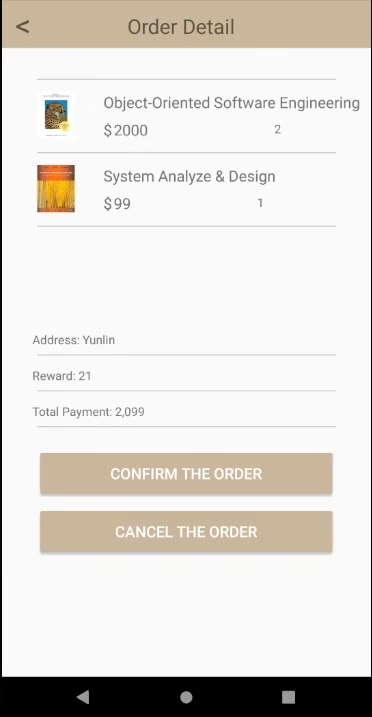 <
Order Detail
Object-Oriented Software Engineering
$2000
2
System Analyze & Design
$99
1
Address: Yunlin
Reward: 21
Total Payment: 2,099
CONFIRM THE ORDER
CANCEL THE ORDER